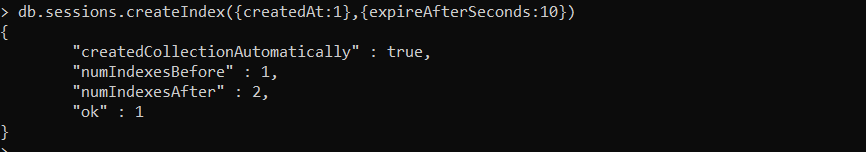 > db.sessions.createIndex({createdAt:1},{expireAfterSeconds:10})
{
        "createdCollectionAutomatically" : true,
        "numIndexesBefore" : 1,
        "numIndexesAfter" : 2,
        "ok" : 1
}
>